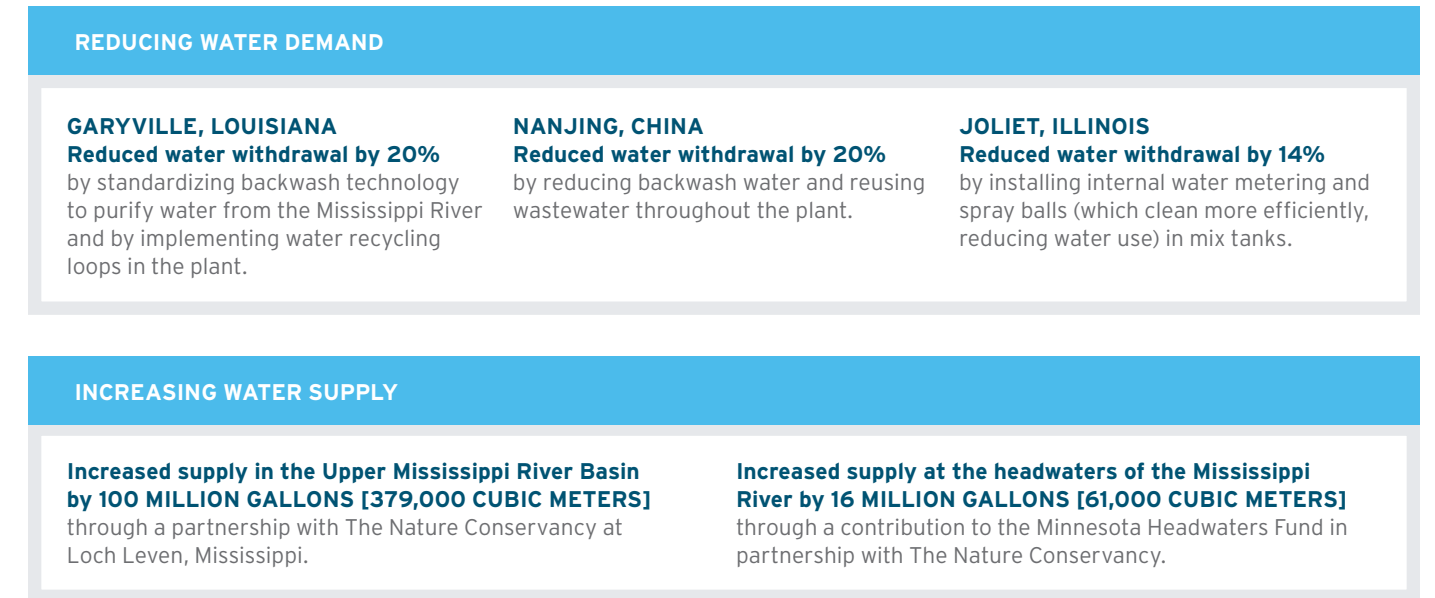 REDUCING WATER DEMAND
GARYVILLE, LOUISIANA
Reduced water withdrawal by 20%
by standardizing backwash technology
to purify water from the Mississippi River
and by implementing water recycling
loops in the plant.
NANJING, CHINA
Reduced water withdrawal by 20%
by reducing backwash water and reusing
wastewater throughout the plant.
JOLIET, ILLINOIS
Reduced water withdrawal by 14%
by installing internal water metering and
spray balls (which clean more efficiently,
reducing water use) in mix tanks.
INCREASING WATER SUPPLY
Increased supply in the Upper Mississippi River Basin
by 100 MILLION GALLONS [379,000 CUBIC METERS]
through a partnership with The Nature Conservancy at
Loch Leven, Mississippi.
Increased supply at the headwaters of the Mississippi
River by 16 MILLION GALLONS [61,000 CUBIC METERS]
through a contribution to the Minnesota Headwaters Fund in
partnership with The Nature Conservancy.